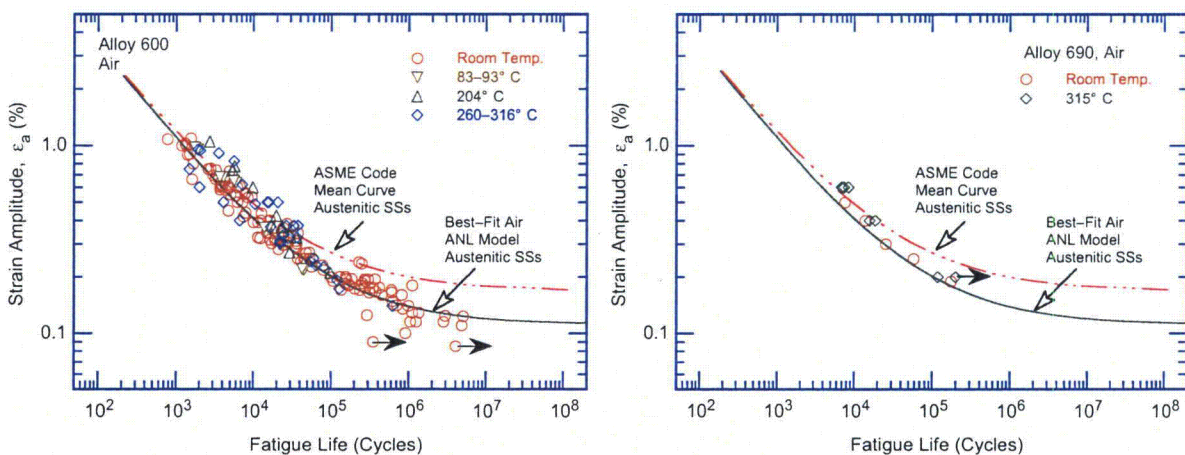 Alloy 600
Air
Room Temp.
83–93° C
204° C
260–316° C
ASME Code
Mean Curve
Austenitic SSs
Best–Fit Air
ANL Model
Austenitic SSs
1.0
0.1
Strain Amplitude, εa (%)
10² 10³ 10⁴ 10⁵ 10⁶ 10⁷ 10⁸
Fatigue Life (Cycles)
Alloy 690, Air
Room Temp.
315° C
ASME Code
Mean Curve
Austenitic SSs
Best–Fit Air
ANL Model
Austenitic SSs
1.0
0.1
Strain Amplitude, εa (%)
10² 10³ 10⁴ 10⁵ 10⁶ 10⁷ 10⁸
Fatigue Life (Cycles)